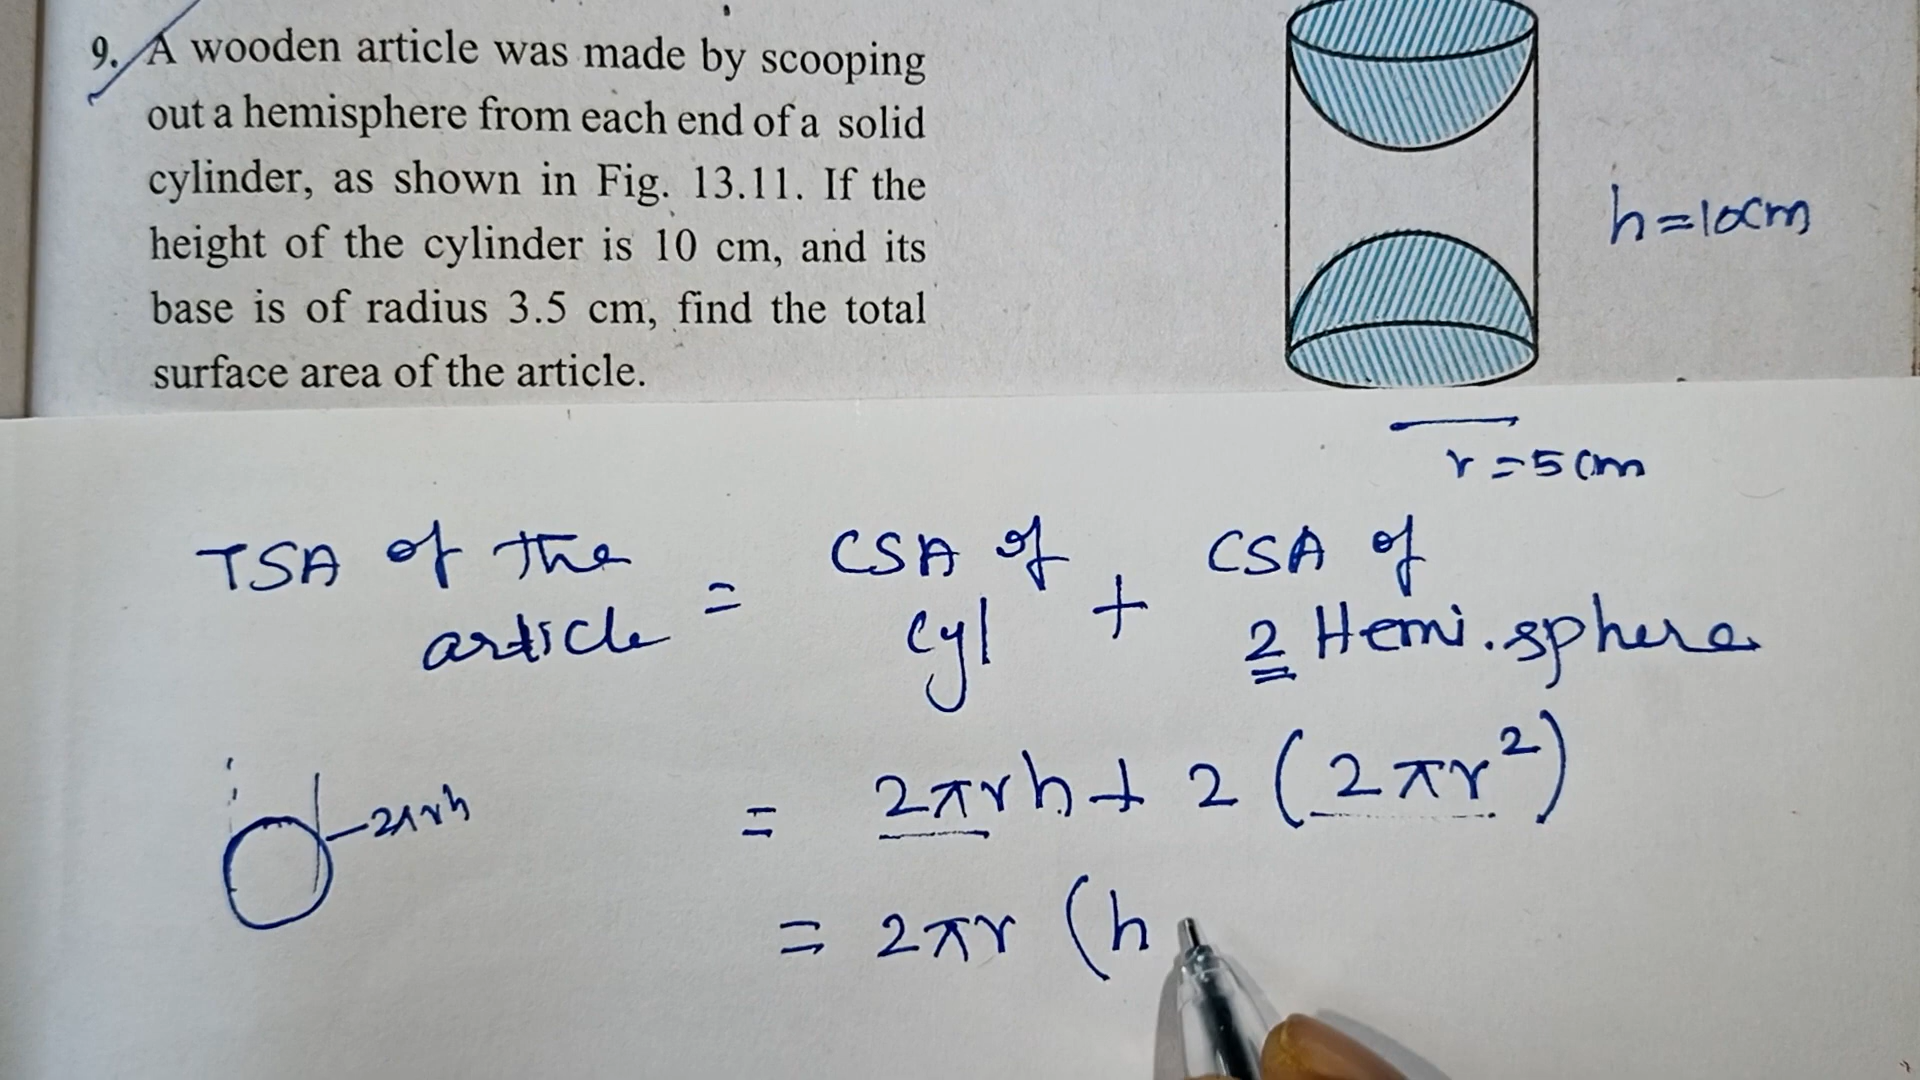 9. A wooden article was made by scooping
out a hemisphere from each end of a solid
cylinder, as shown in Fig. 13.11. If the
height of the cylinder is 10 cm, and its
base is of radius 3.5 cm, find the total
surface area of the article.
h=10cm
r=5cm
TSA of the article = CSA of cyl + CSA of 2 Hemi.sphere
= 2πrh + 2 (2πr²)
2πrh
= 2πr (h